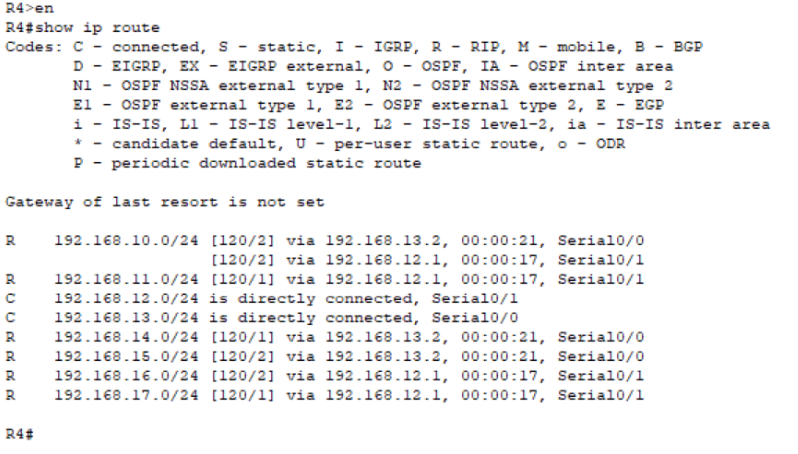 R4>en
R4#show ip route
Codes: C - connected, S - static, I - IGRP, R - RIP, M - mobile, B - BGP
       D - EIGRP, EX - EIGRP external, O - OSPF, IA - OSPF inter area
       N1 - OSPF NSSA external type 1, N2 - OSPF NSSA external type 2
       E1 - OSPF external type 1, E2 - OSPF external type 2, E - EGP
       i - IS-IS, L1 - IS-IS level-1, L2 - IS-IS level-2, ia - IS-IS inter area
       * - candidate default, U - per-user static route, o - ODR
       P - periodic downloaded static route

Gateway of last resort is not set

R    192.168.10.0/24 [120/2] via 192.168.13.2, 00:00:21, Serial0/0
                     [120/2] via 192.168.12.1, 00:00:17, Serial0/1
R    192.168.11.0/24 [120/1] via 192.168.12.1, 00:00:17, Serial0/1
C    192.168.12.0/24 is directly connected, Serial0/1
C    192.168.13.0/24 is directly connected, Serial0/0
R    192.168.14.0/24 [120/1] via 192.168.13.2, 00:00:21, Serial0/0
R    192.168.15.0/24 [120/2] via 192.168.13.2, 00:00:21, Serial0/0
R    192.168.16.0/24 [120/2] via 192.168.12.1, 00:00:17, Serial0/1
R    192.168.17.0/24 [120/1] via 192.168.12.1, 00:00:17, Serial0/1

R4#